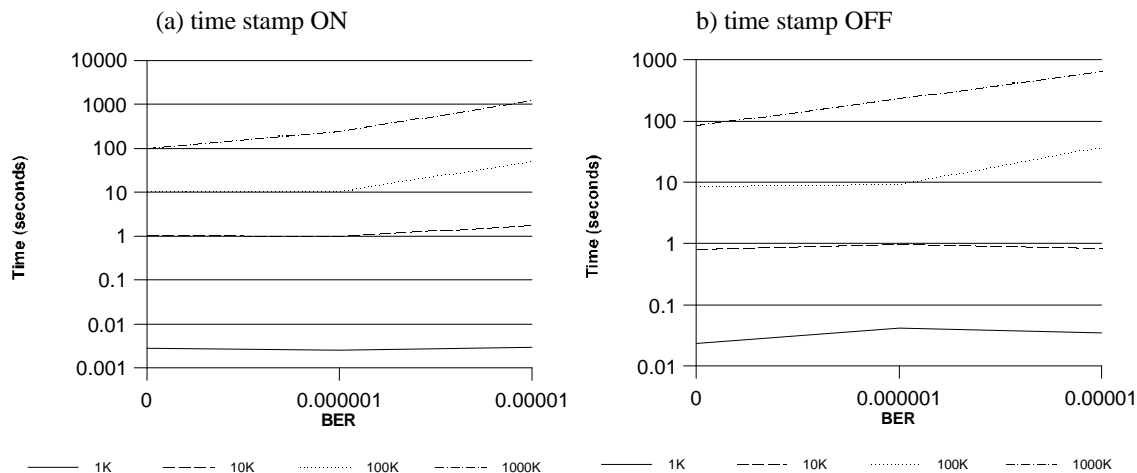 (a) time stamp ON
10000
1000
100
10
1
0.1
0.01
0.001
Time (seconds)
0 0.000001 0.00001
BER
1K 10K 100K 1000K
b) time stamp OFF
1000
100
10
1
0.1
0.01
Time (seconds)
0 0.000001 0.00001
BER
1K 10K 100K 1000K